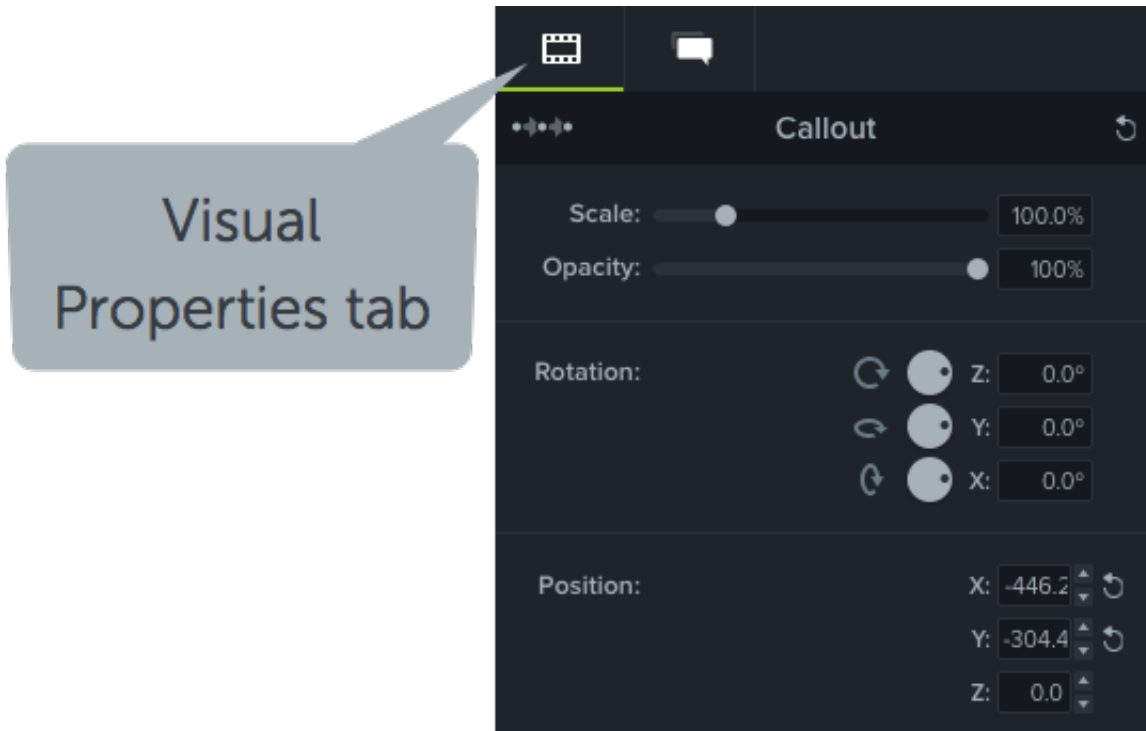 Visual
Properties tab
Callout
Scale: 100.0%
Opacity: 100%
Rotation: Z: 0.0°
Y: 0.0°
X: 0.0°
Position: X: -446.2
Y: -304.4
Z: 0.0